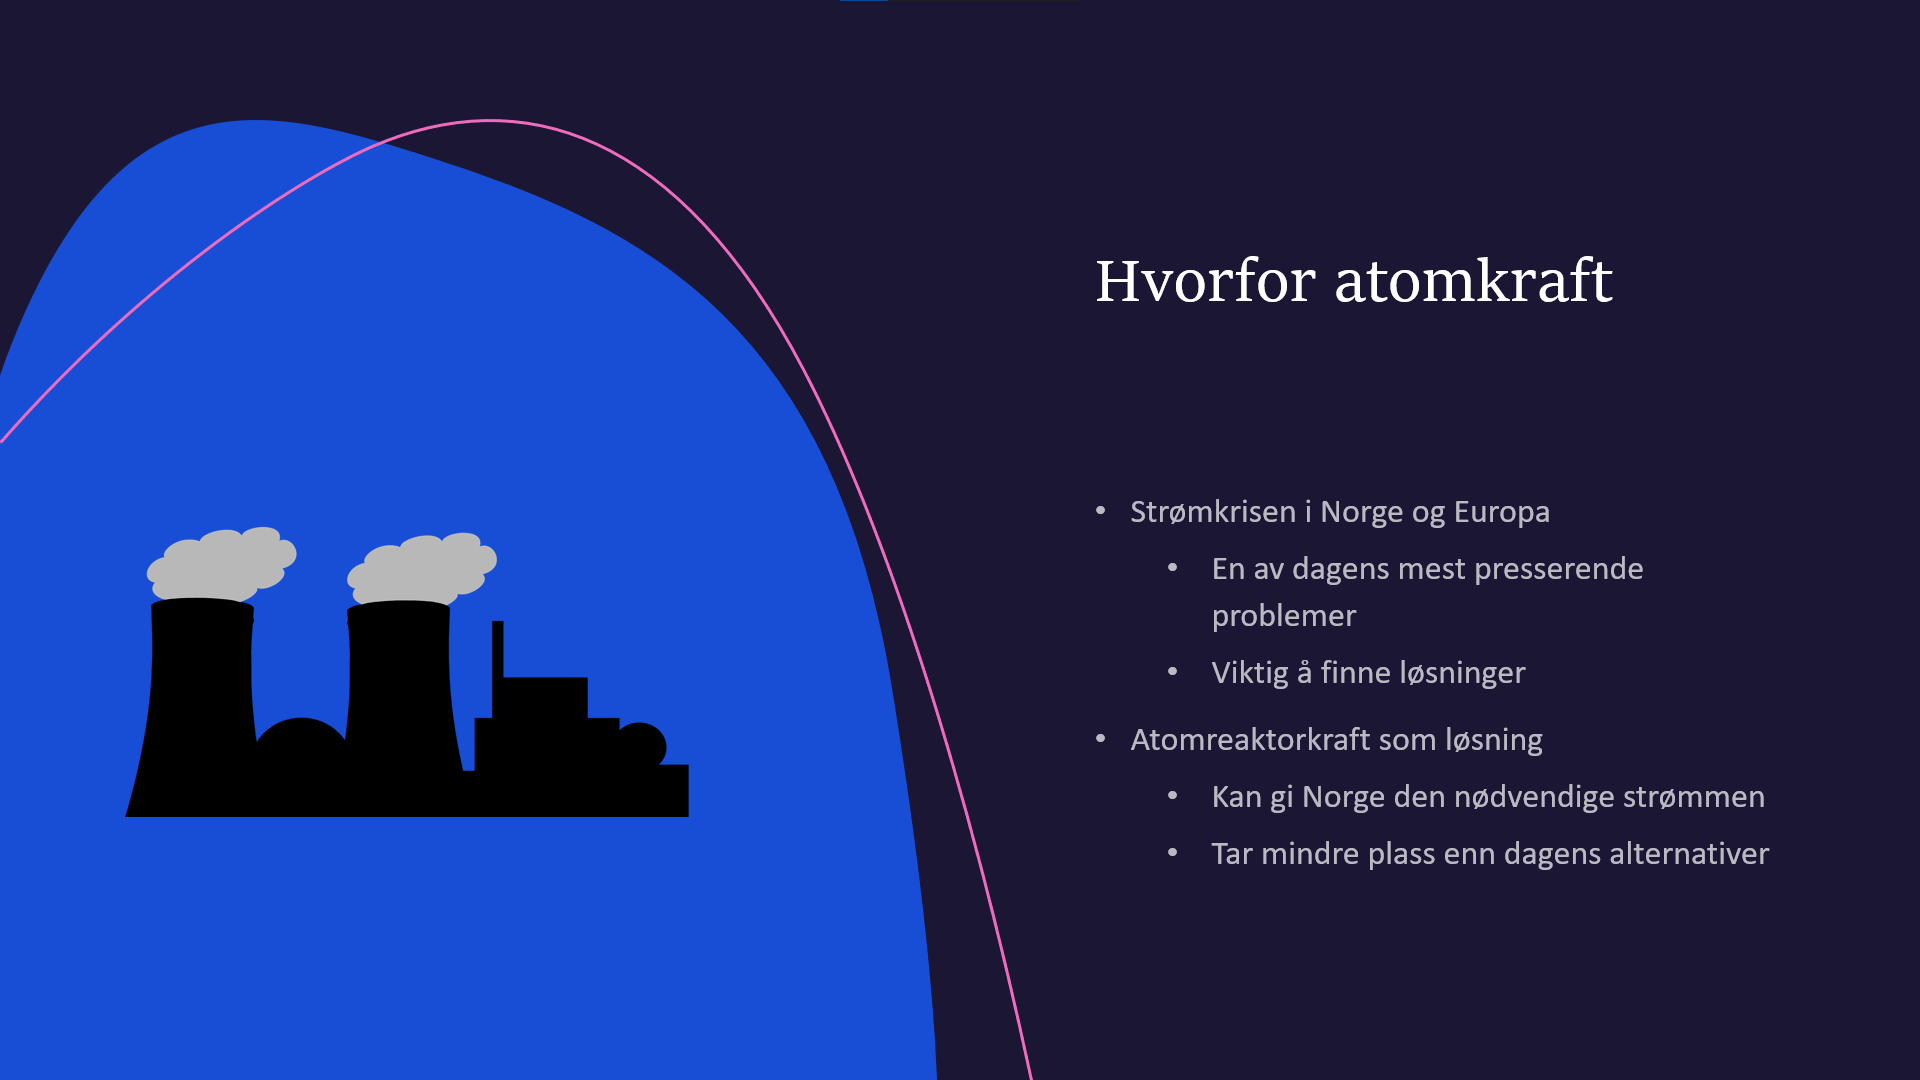 Hvorfor atomkraft
• Strømkrisen i Norge og Europa
• En av dagens mest presserende
problemer
• Viktig å finne løsninger
• Atomreaktorkraft som løsning
• Kan gi Norge den nødvendige strømmen
• Tar mindre plass enn dagens alternativer